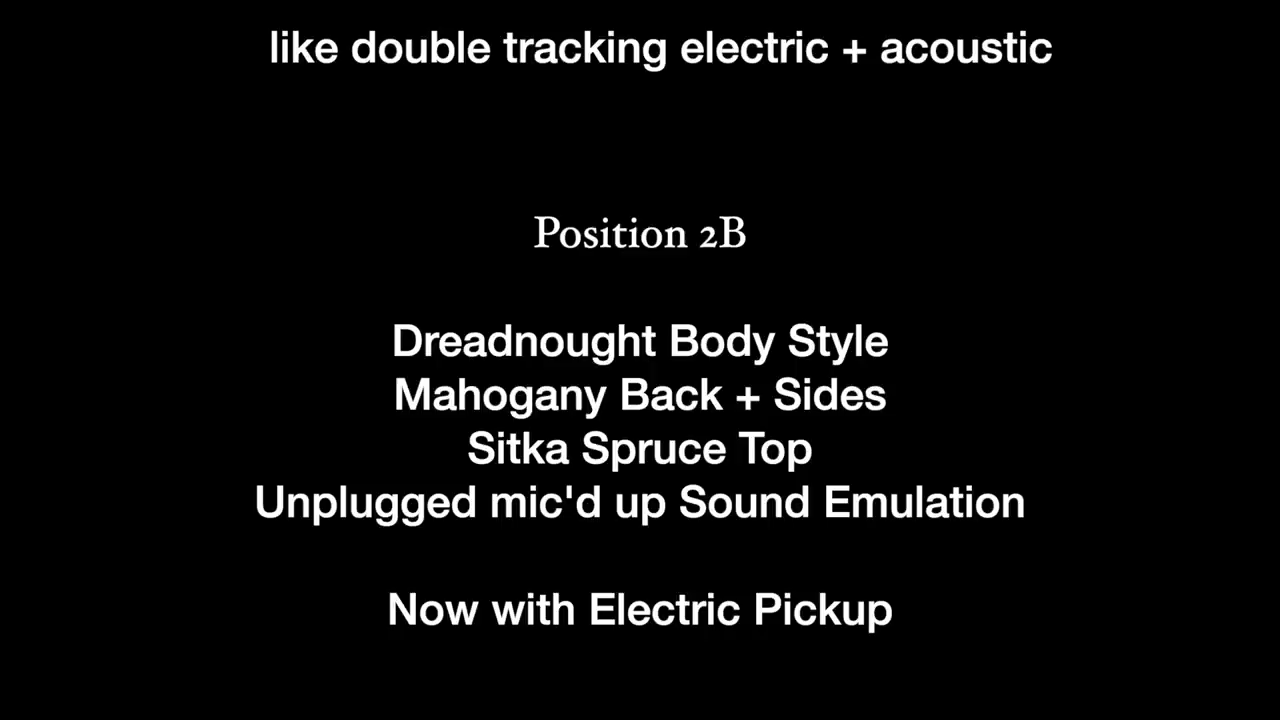 like double tracking electric + acoustic
Position 2B
Dreadnought Body Style
Mahogany Back + Sides
Sitka Spruce Top
Unplugged mic'd up Sound Emulation
Now with Electric Pickup